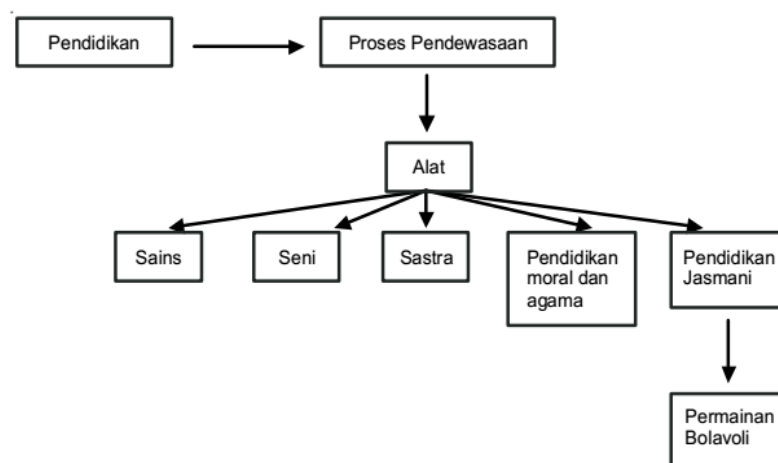 Pendidikan
Proses Pendewasaan
Alat
Sains
Seni
Sastra
Pendidikan
moral dan
agama
Pendidikan
Jasmani
Permainan
Bolavoli